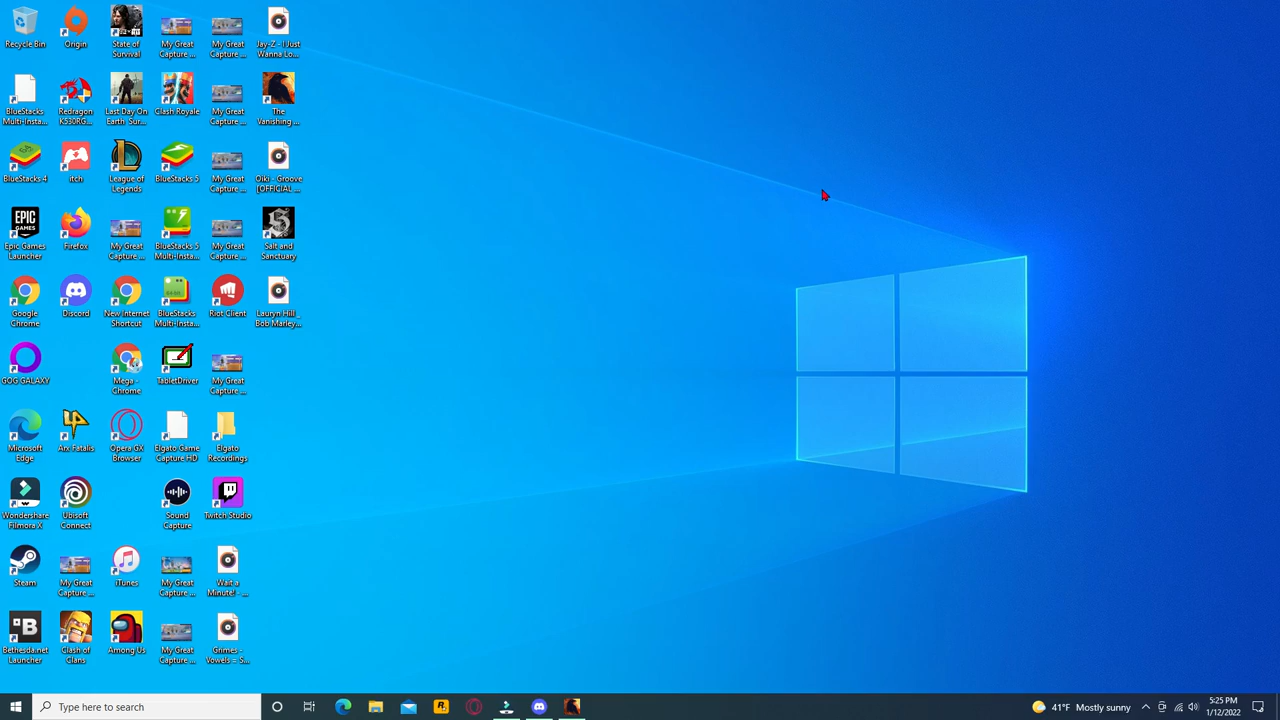 Recycle Bin
Origin
State of
Survival
My Great
Capture ...
My Great
Capture ...
Jay-Z - I Just
Wanna Lo...
BlueStacks
Multi-Insta...
Redragon
K530RG...
Last Day On
Earth_Sur...
Clash Royale
My Great
Capture ...
The
Vanishing ...
BlueStacks 4
itch
League of
Legends
BlueStacks 5
My Great
Capture ...
Oiki - Groove
[OFFICIAL ...
EPIC
GAMES
Epic Games
Launcher
Firefox
My Great
Capture ...
BlueStacks 5
Multi-Insta...
My Great
Capture ...
Salt and
Sanctuary
Google
Chrome
Discord
New Internet
Shortcut
BlueStacks
Multi-Insta...
Riot Client
Lauryn Hill_
Bob Marley...
GOG GALAXY
Mega -
Chrome
TabletDriver
My Great
Capture ...
Microsoft
Edge
Arx Fatalis
Opera GX
Browser
Elgato Game
Capture HD
Elgato
Recordings
Wondershare
Filmora X
Ubisoft
Connect
Sound
Capture
Twitch Studio
Steam
My Great
Capture ...
iTunes
My Great
Capture ...
Wait a
Minute! - ...
B
Bethesda.net
Launcher
Clash of
Clans
Among Us
My Great
Capture ...
Grimes -
Vowels = S...
Type here to search
41°F Mostly sunny
5:25 PM
1/12/2022